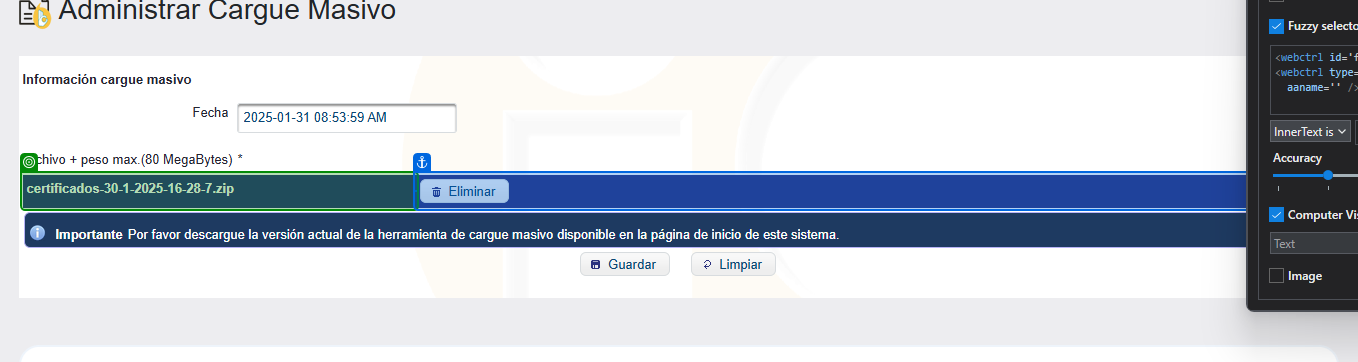 Administrar Cargue Masivo
Información cargue masivo
Fecha
2025-01-31 08:53:59 AM
chivo + peso max.(80 MegaBytes) *
certificados-30-1-2025-16-28-7.zip
Eliminar
Importante Por favor descargue la versión actual de la herramienta de cargue masivo disponible en la página de inicio de este sistema.
Guardar Limpiar
Fuzzy selecto
<webctrl id='f
<webctrl type=
aaname='' />
InnerText is
Accuracy
Computer Vis
Text
Image